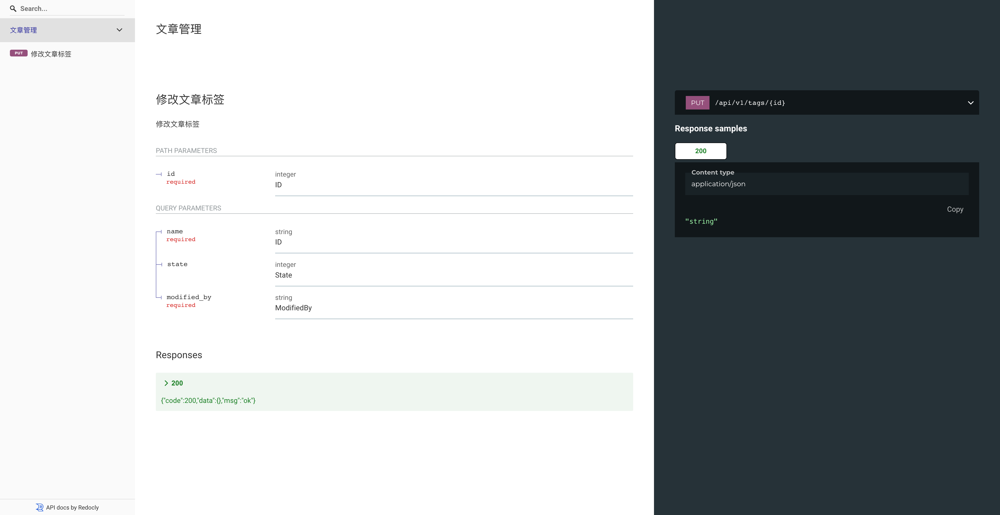 Search...
文章管理
PUT 修改文章标签
API docs by Redocly
文章管理
修改文章标签
修改文章标签
PATH PARAMETERS
id
required
integer
ID
QUERY PARAMETERS
name
required
string
ID
state
integer
State
modified_by
required
string
ModifiedBy
Responses
200
{"code":200,"data":{},"msg":"ok"}
PUT /api/v1/tags/{id}
Response samples
200
Content type
application/json
Copy
"string"